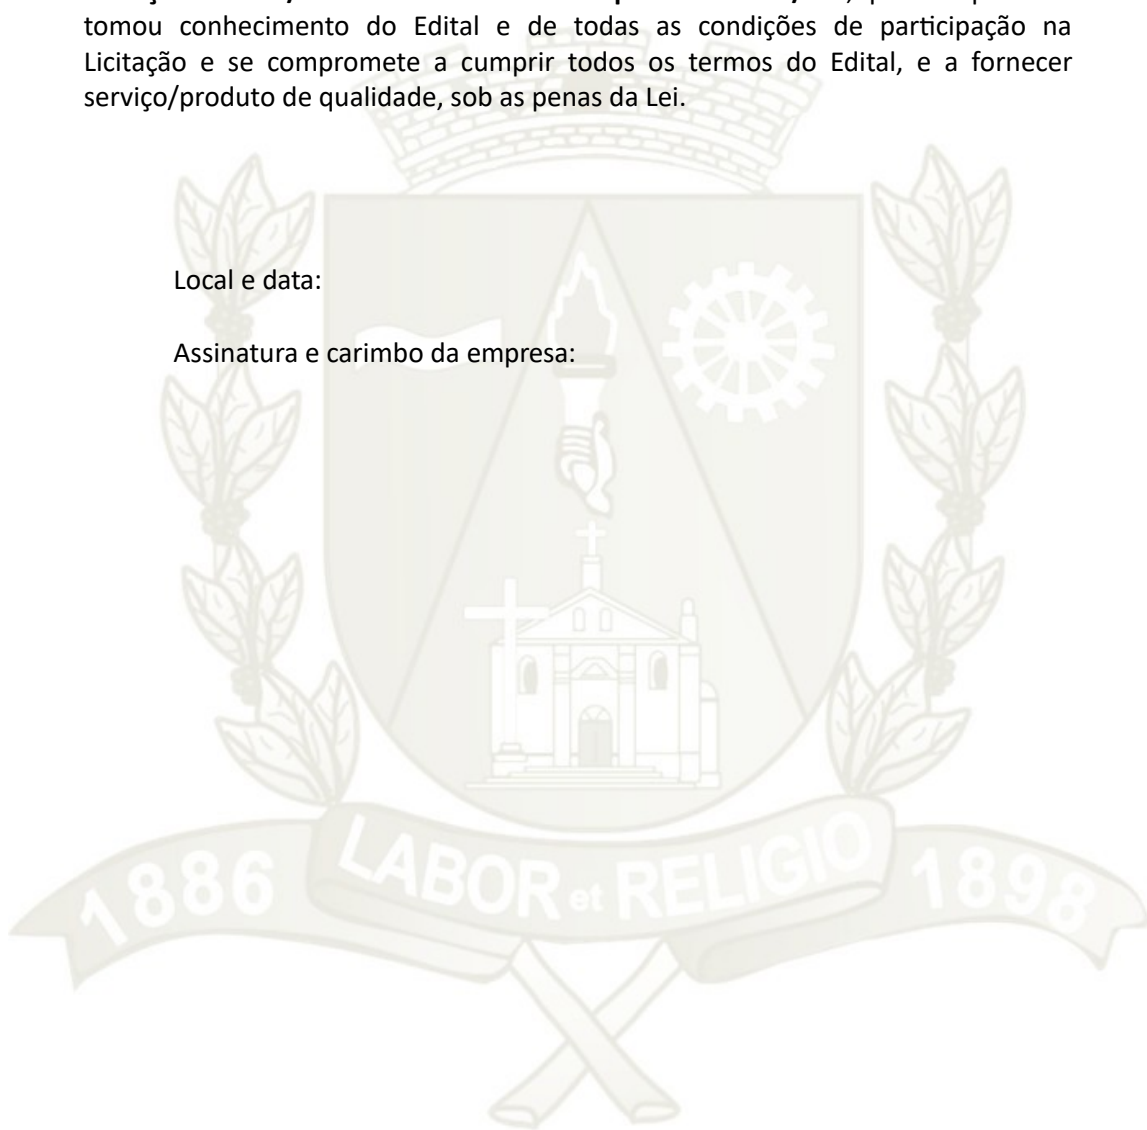 tomou conhecimento do Edital e de todas as condições de participação na
Licitação e se compromete a cumprir todos os termos do Edital, e a fornecer
serviço/produto de qualidade, sob as penas da Lei.
Local e data:
Assinatura e carimbo da empresa:
1886 LABOR et RELIGIO 1898